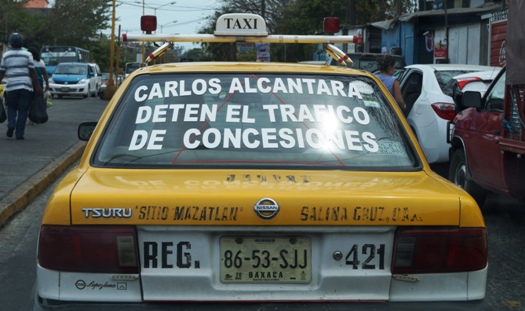 TAXI
CARLOS ALCANTARA
DETEN EL TRAFICO
DE CONCESIONES
TSURU "SITIO MAZATLAN" NISSAN SALINA CRUZ, OAX.
REG. 86-53-SJJ 421
OAXACA